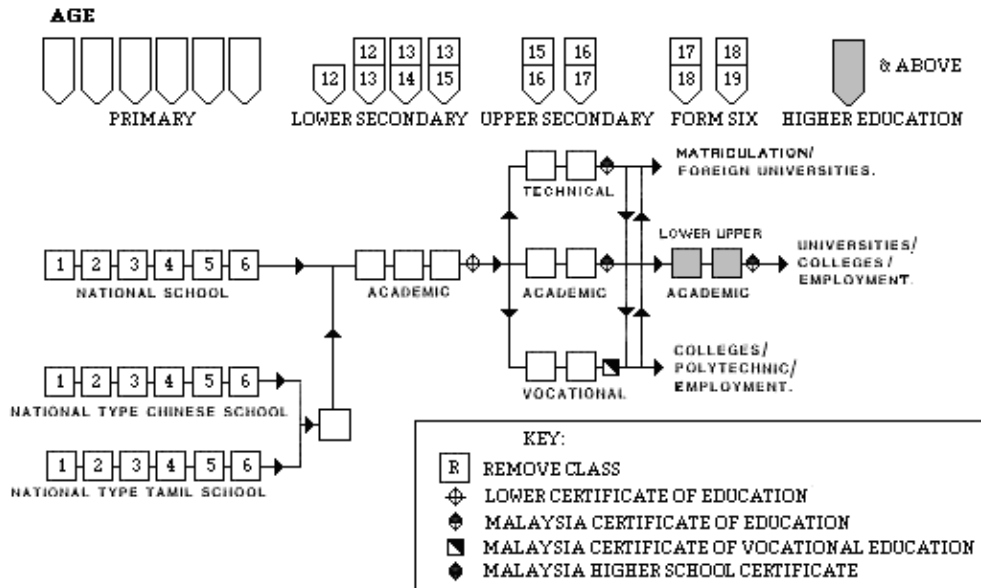 AGE
12 13 13 15 16 17 18
12 13 14 15 16 17 18 19 & ABOVE
PRIMARY LOWER SECONDARY UPPER SECONDARY FORM SIX HIGHER EDUCATION
MATRICULATION/
FOREIGN UNIVERSITIES.
TECHNICAL
LOWER UPPER
1 2 3 4 5 6
NATIONAL SCHOOL
ACADEMIC
ACADEMIC
ACADEMIC
UNIVERSITIES/
COLLEGES/
EMPLOYMENT.
1 2 3 4 5 6
NATIONAL TYPE CHINESE SCHOOL
VOCATIONAL
COLLEGES/
POLYTECHNIC/
EMPLOYMENT.
1 2 3 4 5 6
NATIONAL TYPE TAMIL SCHOOL
KEY:
R REMOVE CLASS
LOWER CERTIFICATE OF EDUCATION
MALAYSIA CERTIFICATE OF EDUCATION
MALAYSIA CERTIFICATE OF VOCATIONAL EDUCATION
MALAYSIA HIGHER SCHOOL CERTIFICATE